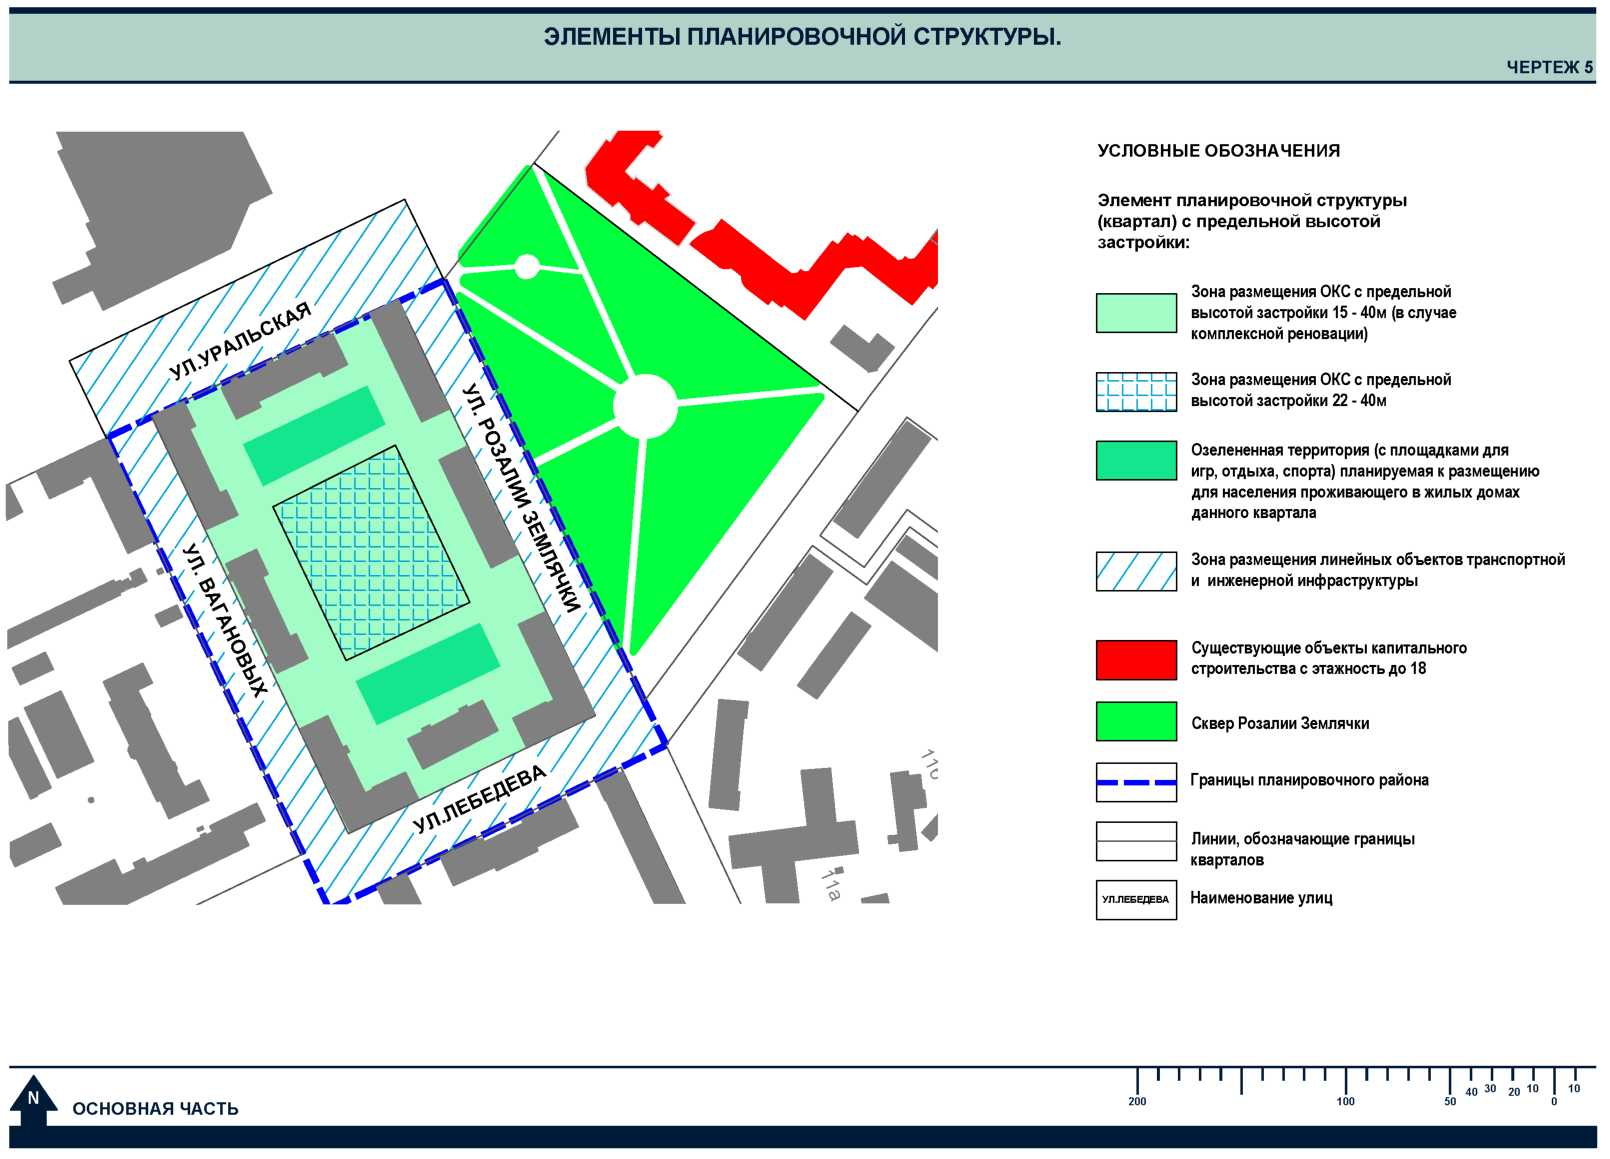 ЭЛЕМЕНТЫ ПЛАНИРОВОЧНОЙ СТРУКТУРЫ.
ЧЕРТЕЖ 5
УЛ.УРАЛЬСКАЯ
УЛ. РОЗАЛИИ ЗЕМЛЯЧКИ
УЛ. ВАГАНОВЫХ
УЛ.ЛЕБЕДЕВА
11а
УСЛОВНЫЕ ОБОЗНАЧЕНИЯ
Элемент планировочной структуры
(квартал) с предельной высотой
застройки:
Зона размещения ОКС с предельной
высотой застройки 15 - 40м (в случае
комплексной реновации)
Зона размещения ОКС с предельной
высотой застройки 22 - 40м
Озелененная территория (с площадками для
игр, отдыха, спорта) планируемая к размещению
для населения проживающего в жилых домах
данного квартала
Зона размещения линейных объектов транспортной
и инженерной инфраструктуры
Существующие объекты капитального
строительства с этажность до 18
Сквер Розалии Землячки
Границы планировочного района
Линии, обозначающие границы
кварталов
УЛ.ЛЕБЕДЕВА
Наименование улиц
N
ОСНОВНАЯ ЧАСТЬ
200 100 50 40 30 20 10 0 10